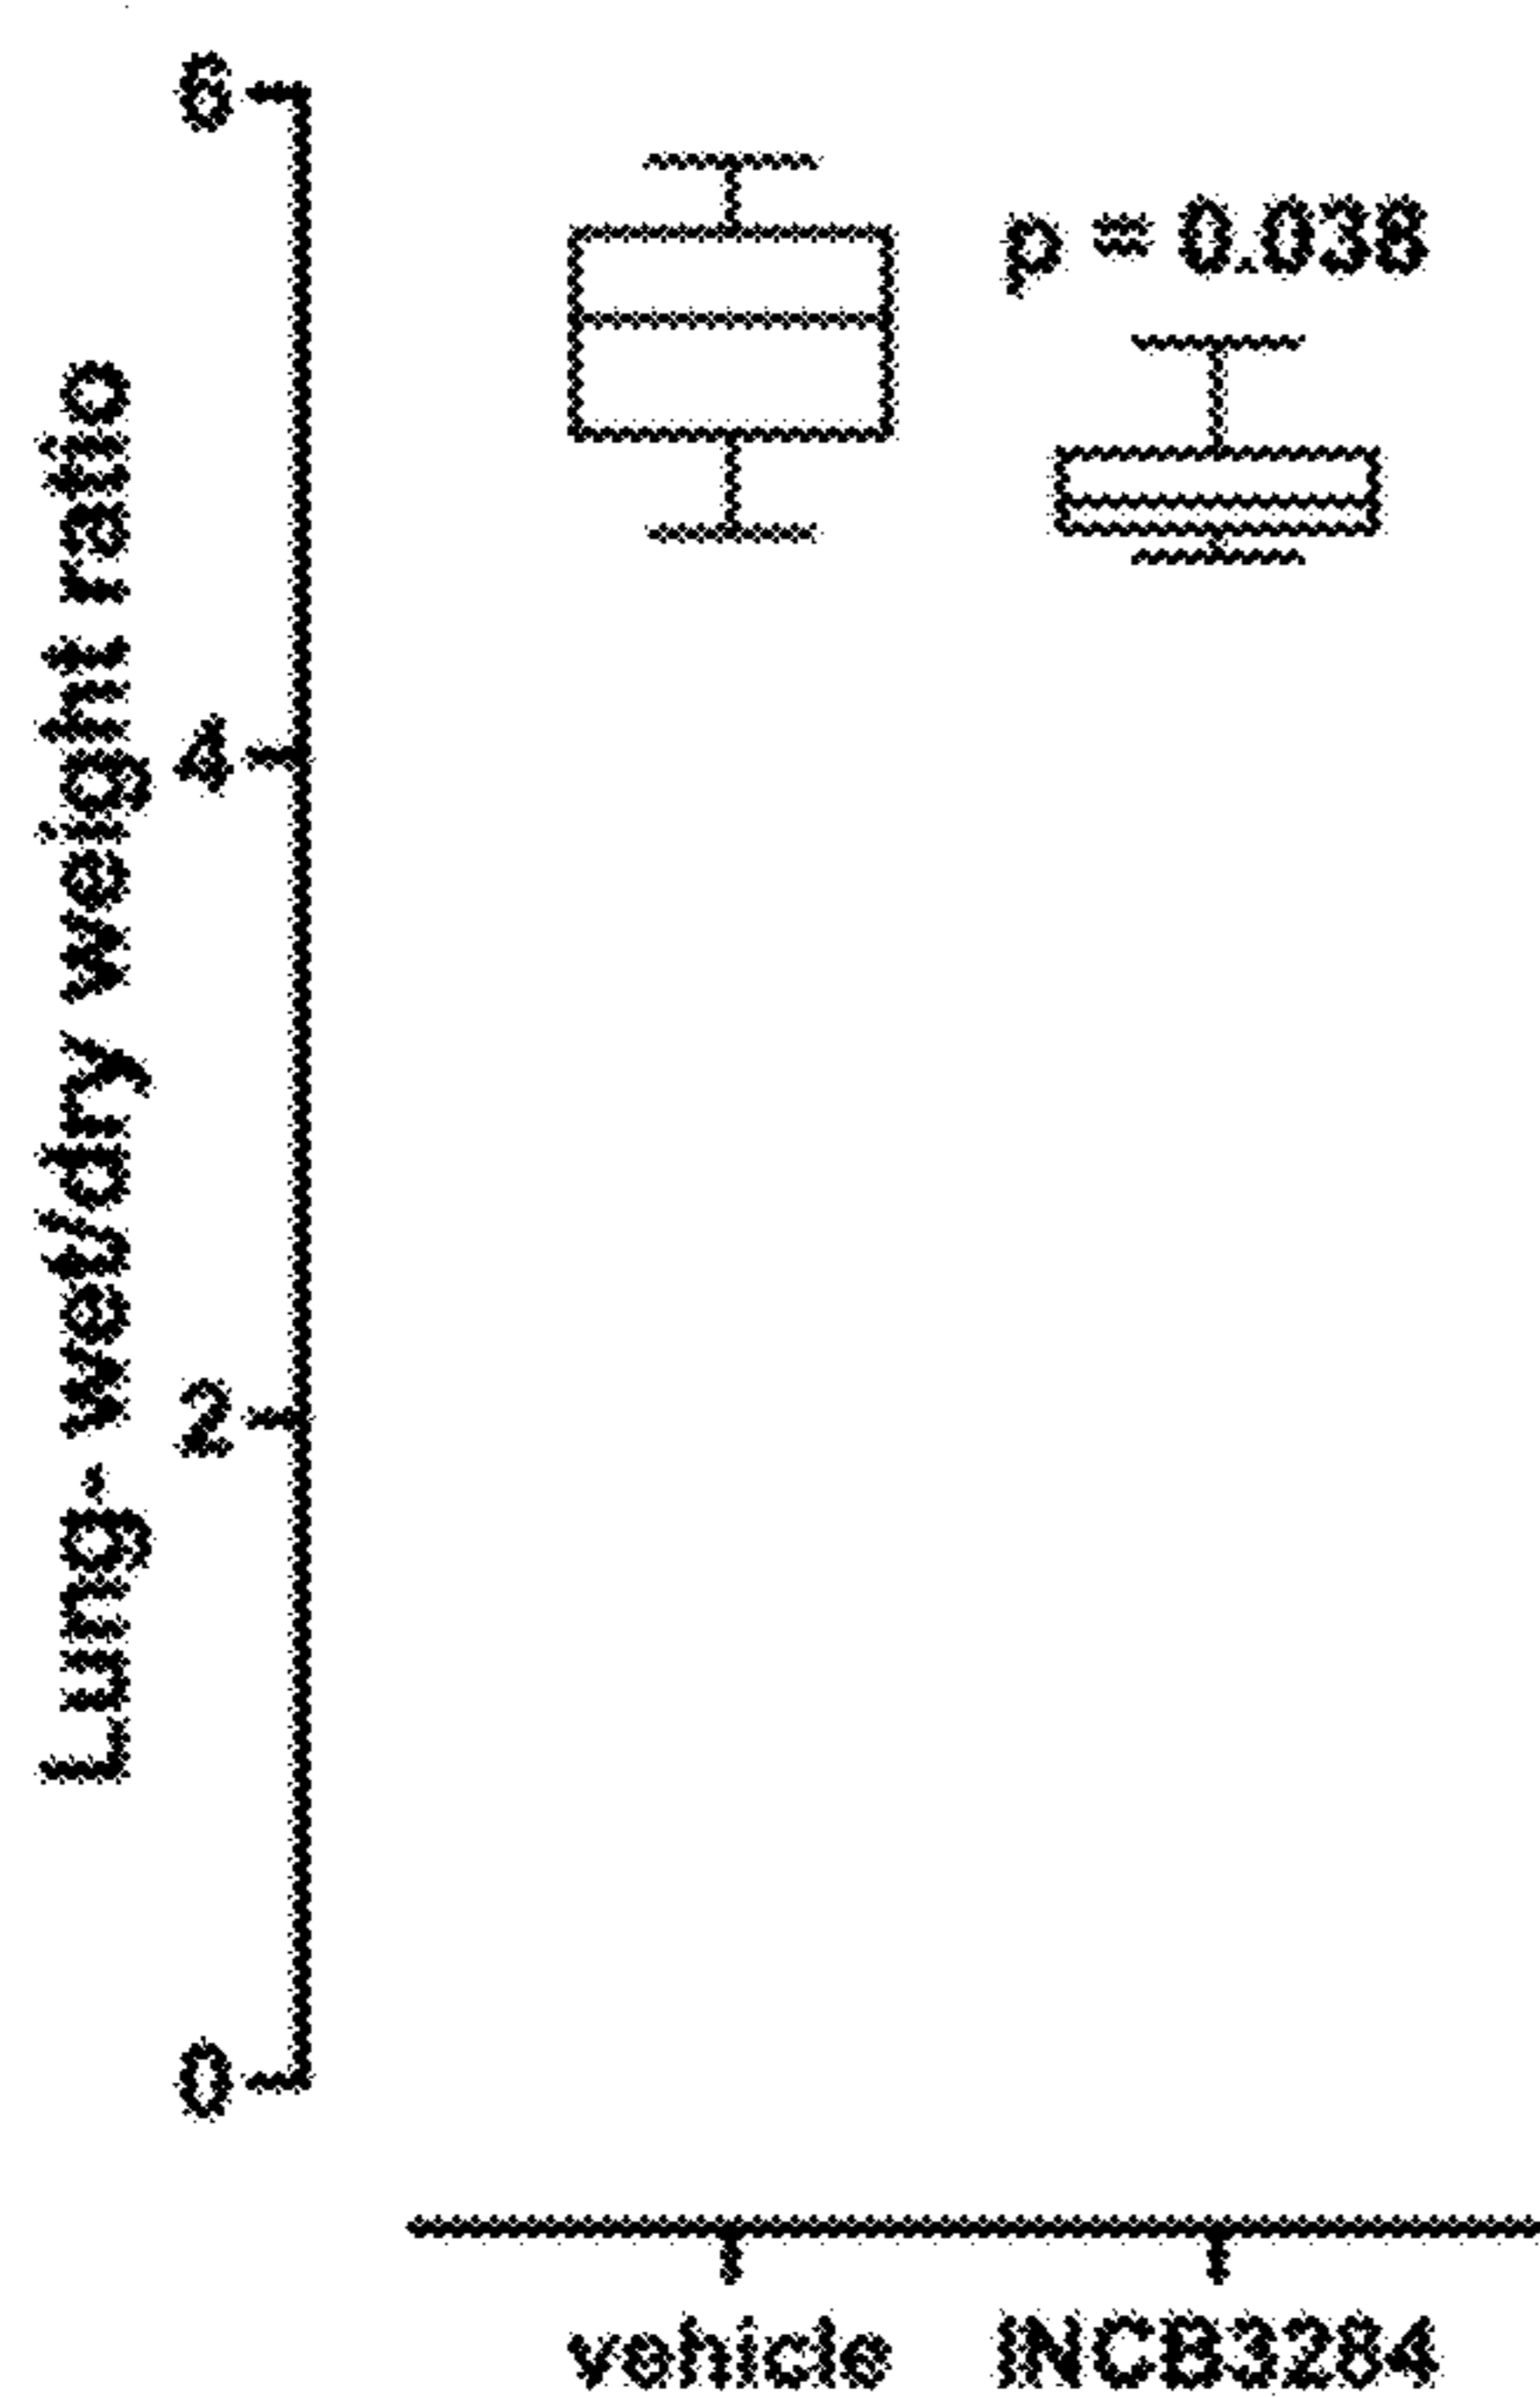 Lung- wet/dry weight ratio
6
4
2
0
p = 0.038
vehicle INCB3284